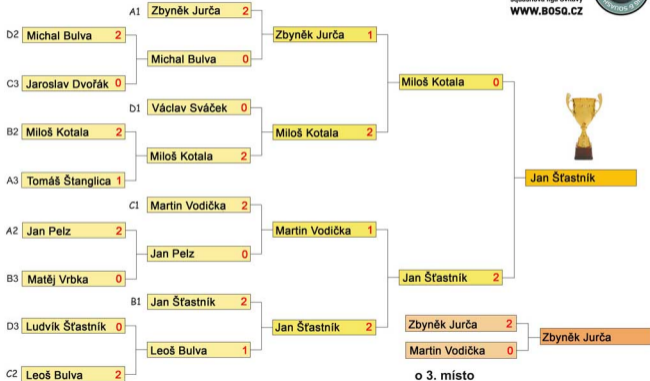 WWW.BOSQ.CZ
A1 Zbyněk Jurča 2
D2 Michal Bulva 2
Zbyněk Jurča 1
Michal Bulva 0
C3 Jaroslav Dvořák 0
Miloš Kotala 0
D1 Václav Sváček 0
B2 Miloš Kotala 2
Miloš Kotala 2
Miloš Kotala 2
A3 Tomáš Štanglica 1
Jan Šťastník
C1 Martin Vodička 2
A2 Jan Pelz 2
Martin Vodička 1
Jan Pelz 0
B3 Matěj Vrbka 0
Jan Šťastník 2
B1 Jan Šťastník 2
D3 Ludvík Šťastník 0
Jan Šťastník 2
Zbyněk Jurča 2
Zbyněk Jurča
Leoš Bulva 1
Martin Vodička 0
C2 Leoš Bulva 2
o 3. místo